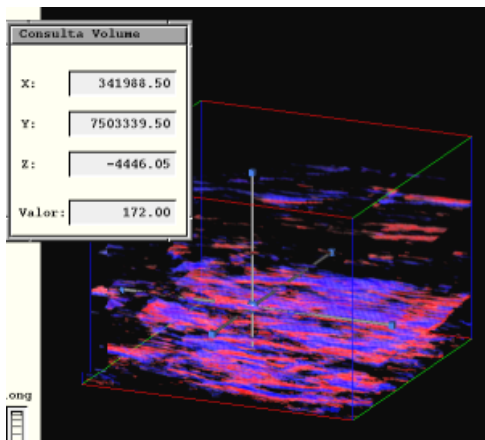 Consulta Volume
X: 341988.50
Y: 7503339.50
Z: -4446.05
Valor: 172.00
ong